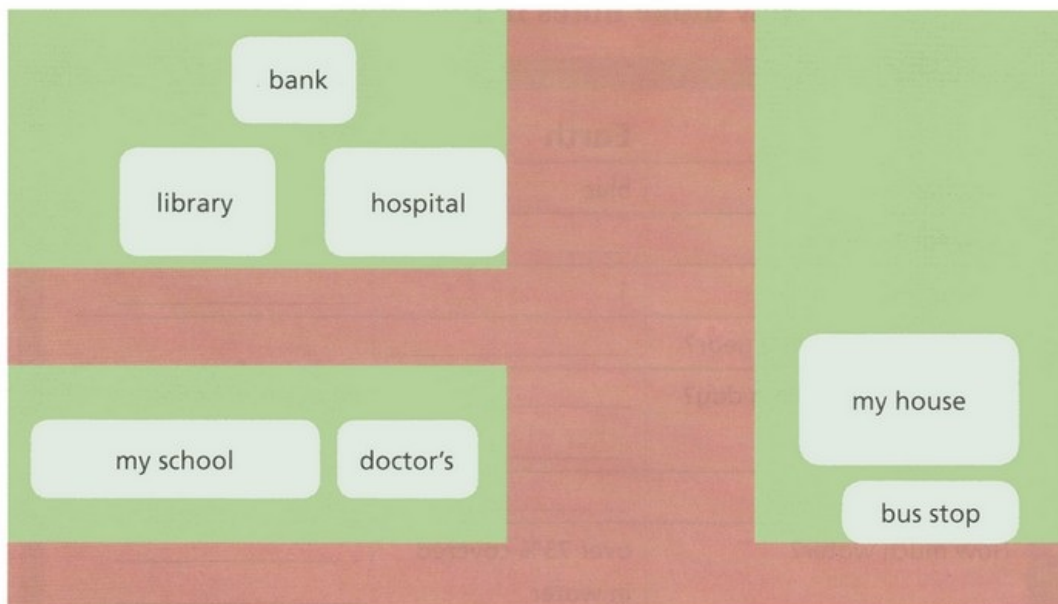 bank
library
hospital
my school
doctor's
my house
bus stop